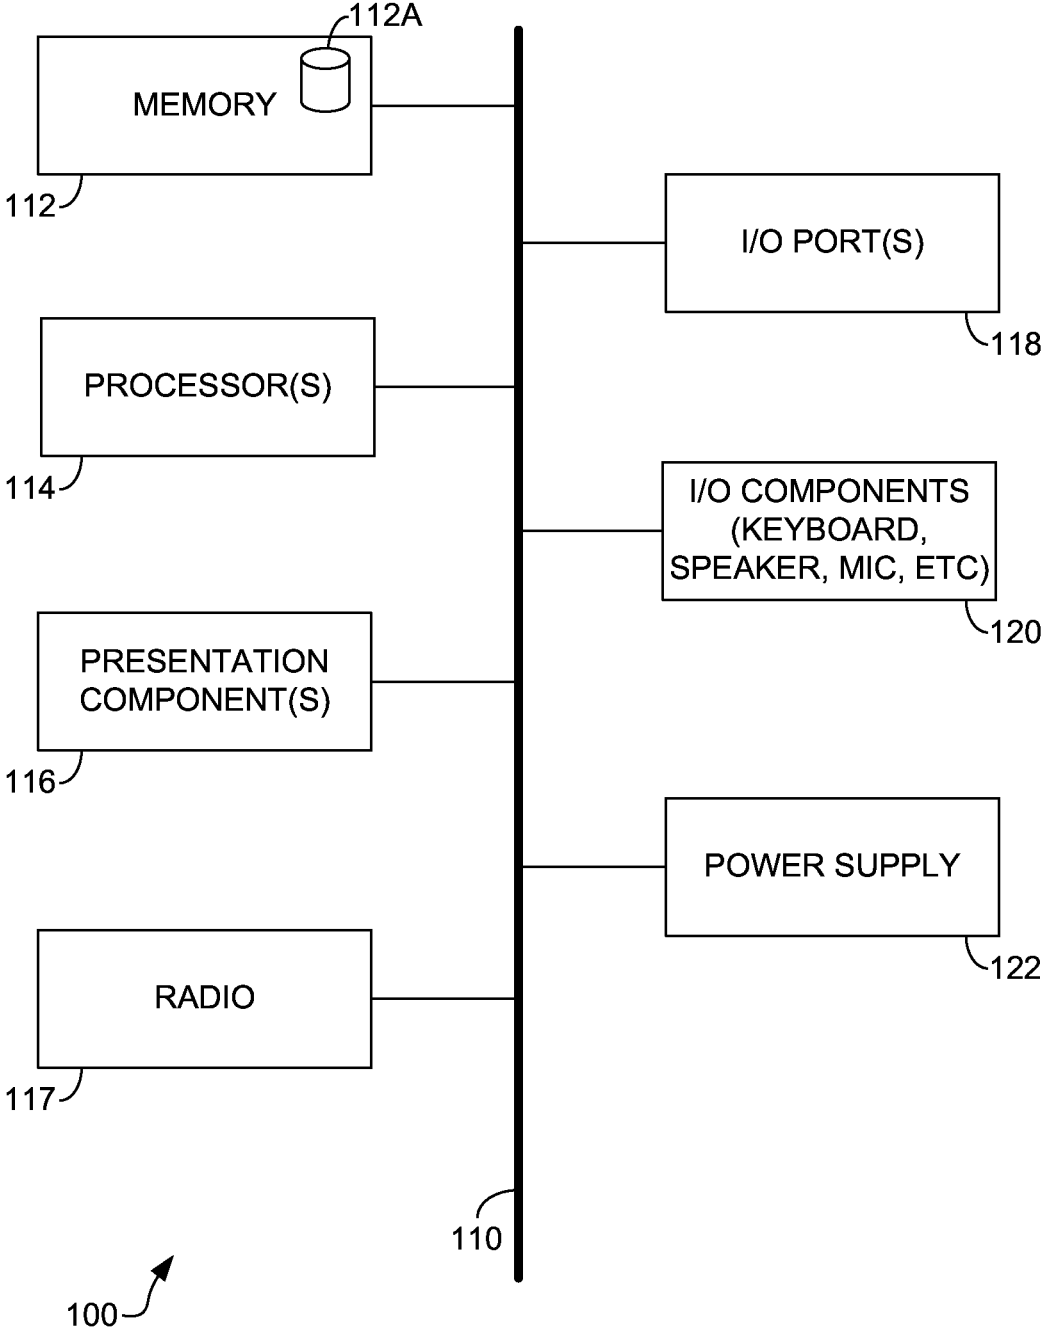 112A
MEMORY
112
I/O PORT(S)
118
PROCESSOR(S)
114
I/O COMPONENTS
(KEYBOARD,
SPEAKER, MIC, ETC)
120
PRESENTATION
COMPONENT(S)
116
POWER SUPPLY
122
RADIO
117
110
100